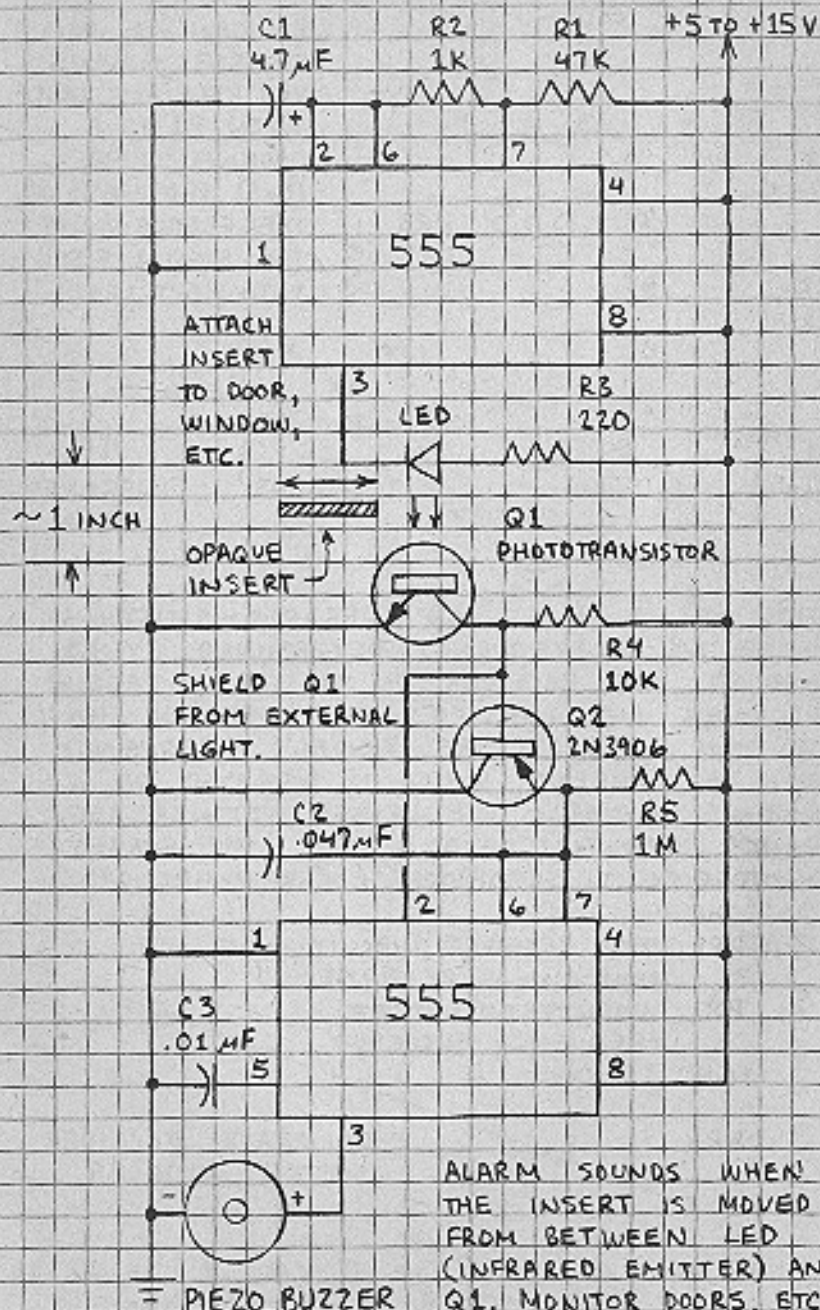 C1 R2 R1 +5 TO +15 V
4.7µF 1K 47K
+
2 6 7
4
1 555
8
ATTACH
INSERT
TO DOOR,
WINDOW,
ETC.
3
R3
220
LED
~ 1 INCH
OPAQUE
INSERT
Q1
PHOTOTRANSISTOR
R4
10K
SHIELD Q1
FROM EXTERNAL
LIGHT.
Q2
2N3906
R5
1M
C2
.047µF
2 6 7
1 4
555
C3
.01 µF
5 8
3
- +
PIEZO BUZZER
ALARM SOUNDS WHEN
THE INSERT IS MOVED
FROM BETWEEN LED
(INFRARED EMITTER) AN
Q1. MONITOR DOORS, ETC